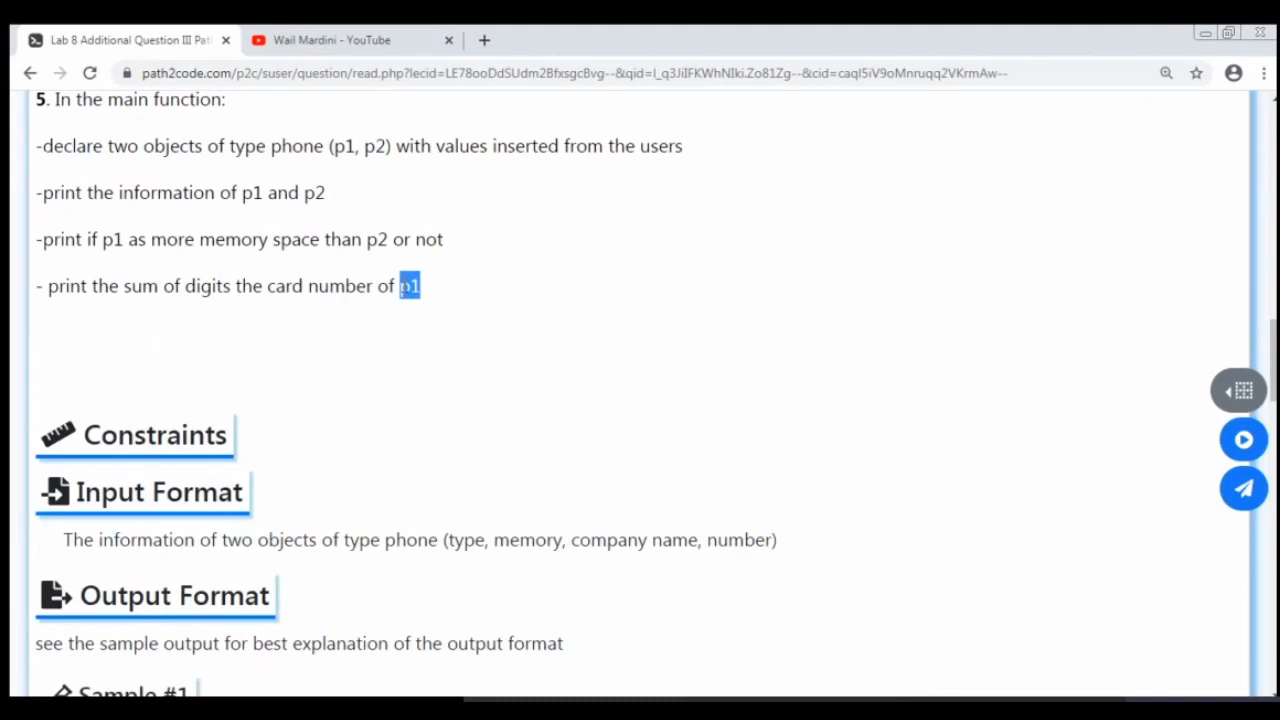 Lab 8 Additional Question III Pat
Wail Mardini - YouTube
path2code.com/p2c/suser/question/read.php?lecid=LE78ooDdSUdm2BfxsgcBvg--&qid=l_q3JiIFKWhNIki.Zo81Zg--&cid=caql5iV9oMnruqq2VKrmAw--
5. In the main function:
-declare two objects of type phone (p1, p2) with values inserted from the users
-print the information of p1 and p2
-print if p1 as more memory space than p2 or not
- print the sum of digits the card number of p1
Constraints
Input Format
The information of two objects of type phone (type, memory, company name, number)
Output Format
see the sample output for best explanation of the output format
Sample #1